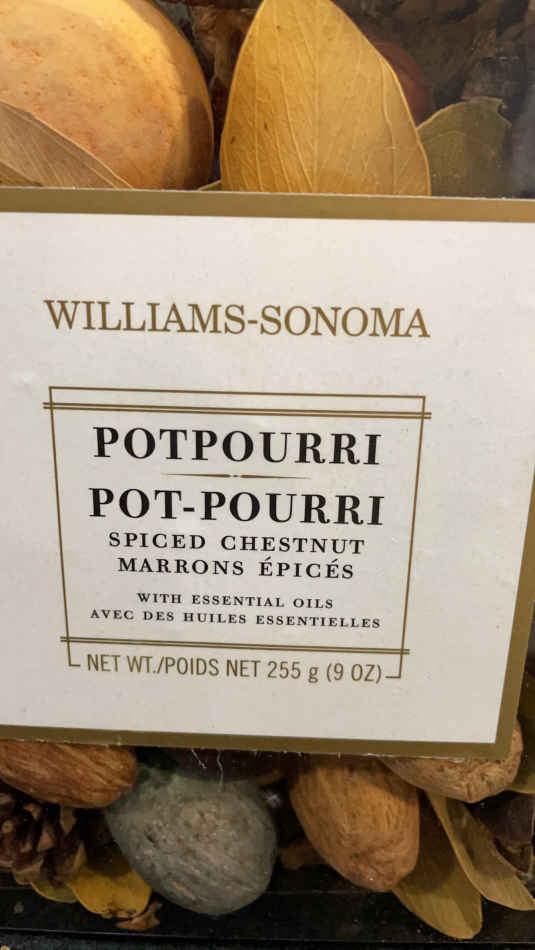 WILLIAMS-SONOMA
POTPOURRI
POT-POURRI
SPICED CHESTNUT
MARRONS ÉPICÉS
WITH ESSENTIAL OILS
AVEC DES HUILES ESSENTIELLES
NET WT./POIDS NET 255 g (9 OZ)